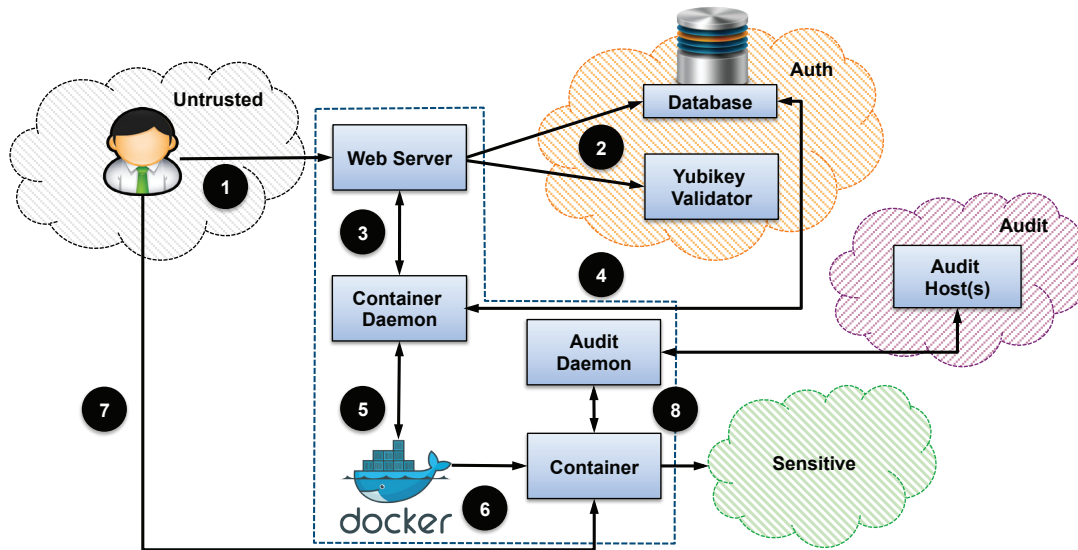 Untrusted
Auth
Database
Web Server
1
2
Yubikey
Validator
3
Audit
Audit
Host(s)
4
Container
Daemon
Audit
Daemon
7
5
8
Container
Sensitive
6
docker